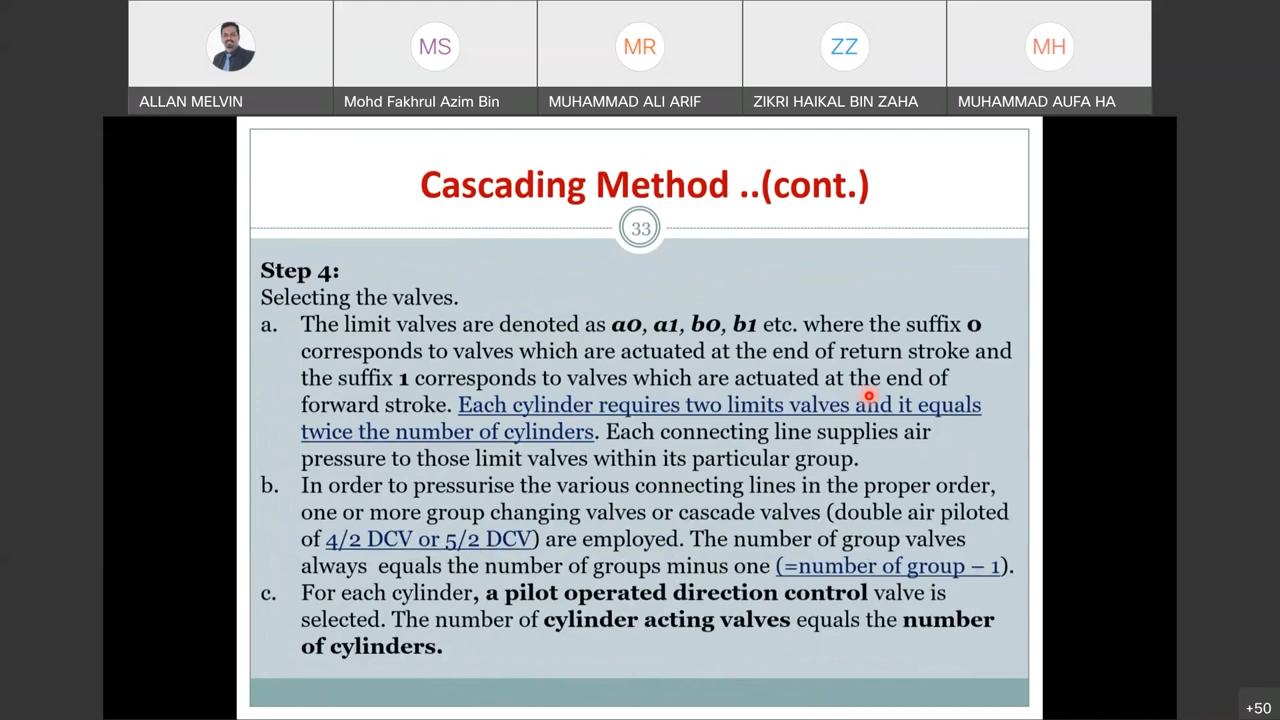 MS
MR
ZZ
MH
ALLAN MELVIN
Mohd Fakhrul Azim Bin
MUHAMMAD ALI ARIF
ZIKRI HAIKAL BIN ZAHA
MUHAMMAD AUFA HA
Cascading Method ..(cont.)
33
Step 4:
Selecting the valves.
a. The limit valves are denoted as a0, a1, b0, b1 etc. where the suffix 0
corresponds to valves which are actuated at the end of return stroke and
the suffix 1 corresponds to valves which are actuated at the end of
forward stroke. Each cylinder requires two limits valves and it equals
twice the number of cylinders. Each connecting line supplies air
pressure to those limit valves within its particular group.
b. In order to pressurise the various connecting lines in the proper order,
one or more group changing valves or cascade valves (double air piloted
of 4/2 DCV or 5/2 DCV) are employed. The number of group valves
always equals the number of groups minus one (=number of group – 1).
c. For each cylinder, a pilot operated direction control valve is
selected. The number of cylinder acting valves equals the number
of cylinders.
+50